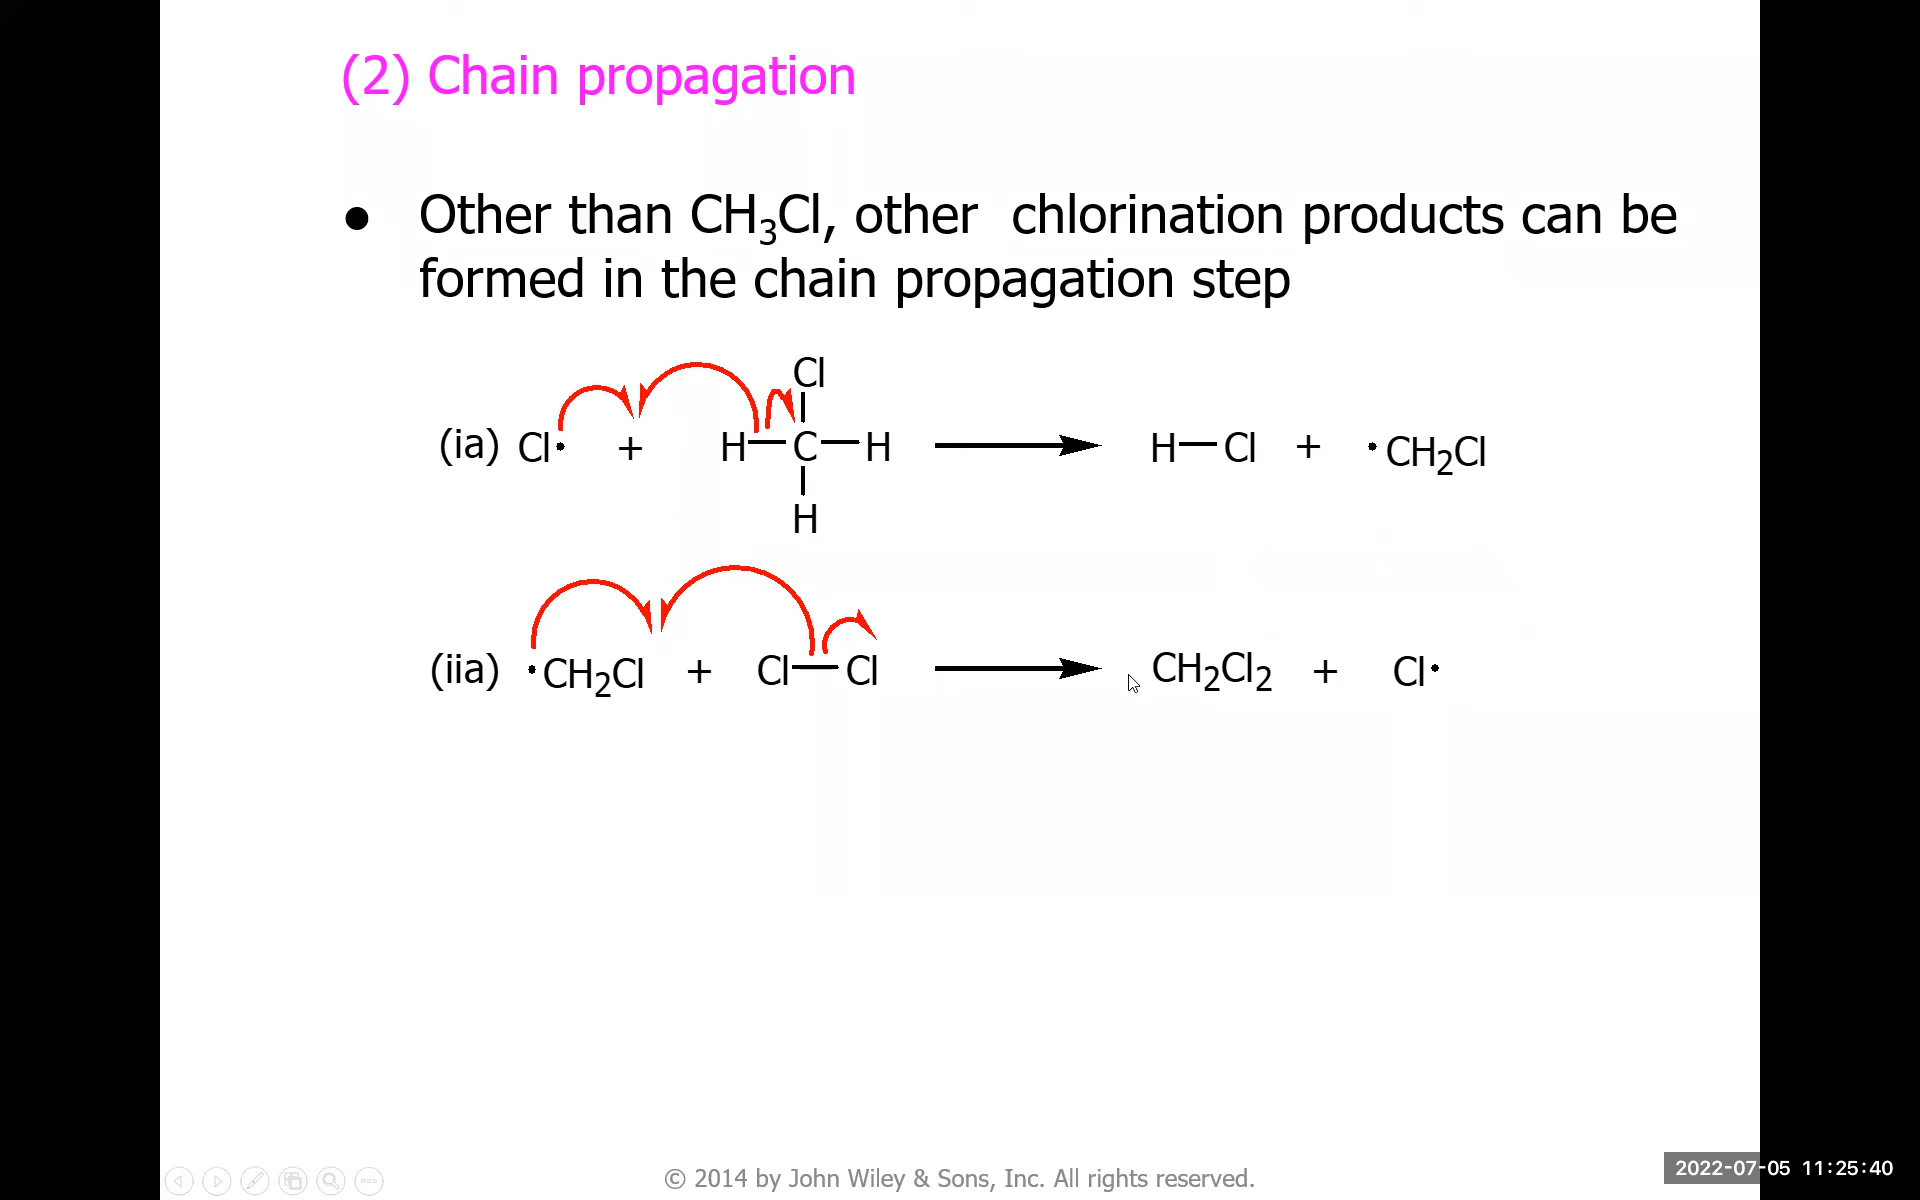 (2) Chain propagation
● Other than CH₃Cl, other chlorination products can be
formed in the chain propagation step
Cl
(ia) Cl· + H—C—H → H—Cl + ·CH₂Cl
H
(iia) ·CH₂Cl + Cl—Cl → CH₂Cl₂ + Cl·
© 2014 by John Wiley & Sons, Inc. All rights reserved.
2022-07-05 11:25:40